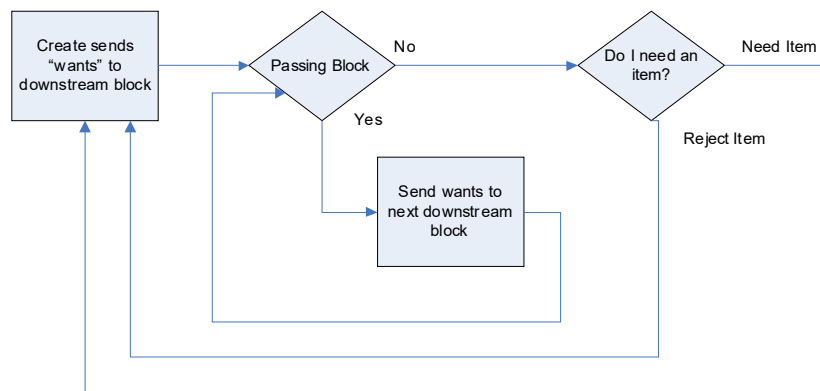 Create sends
“wants” to
downstream block
Passing Block
No
Yes
Do I need an
item?
Need Item
Reject Item
Send wants to
next downstream
block